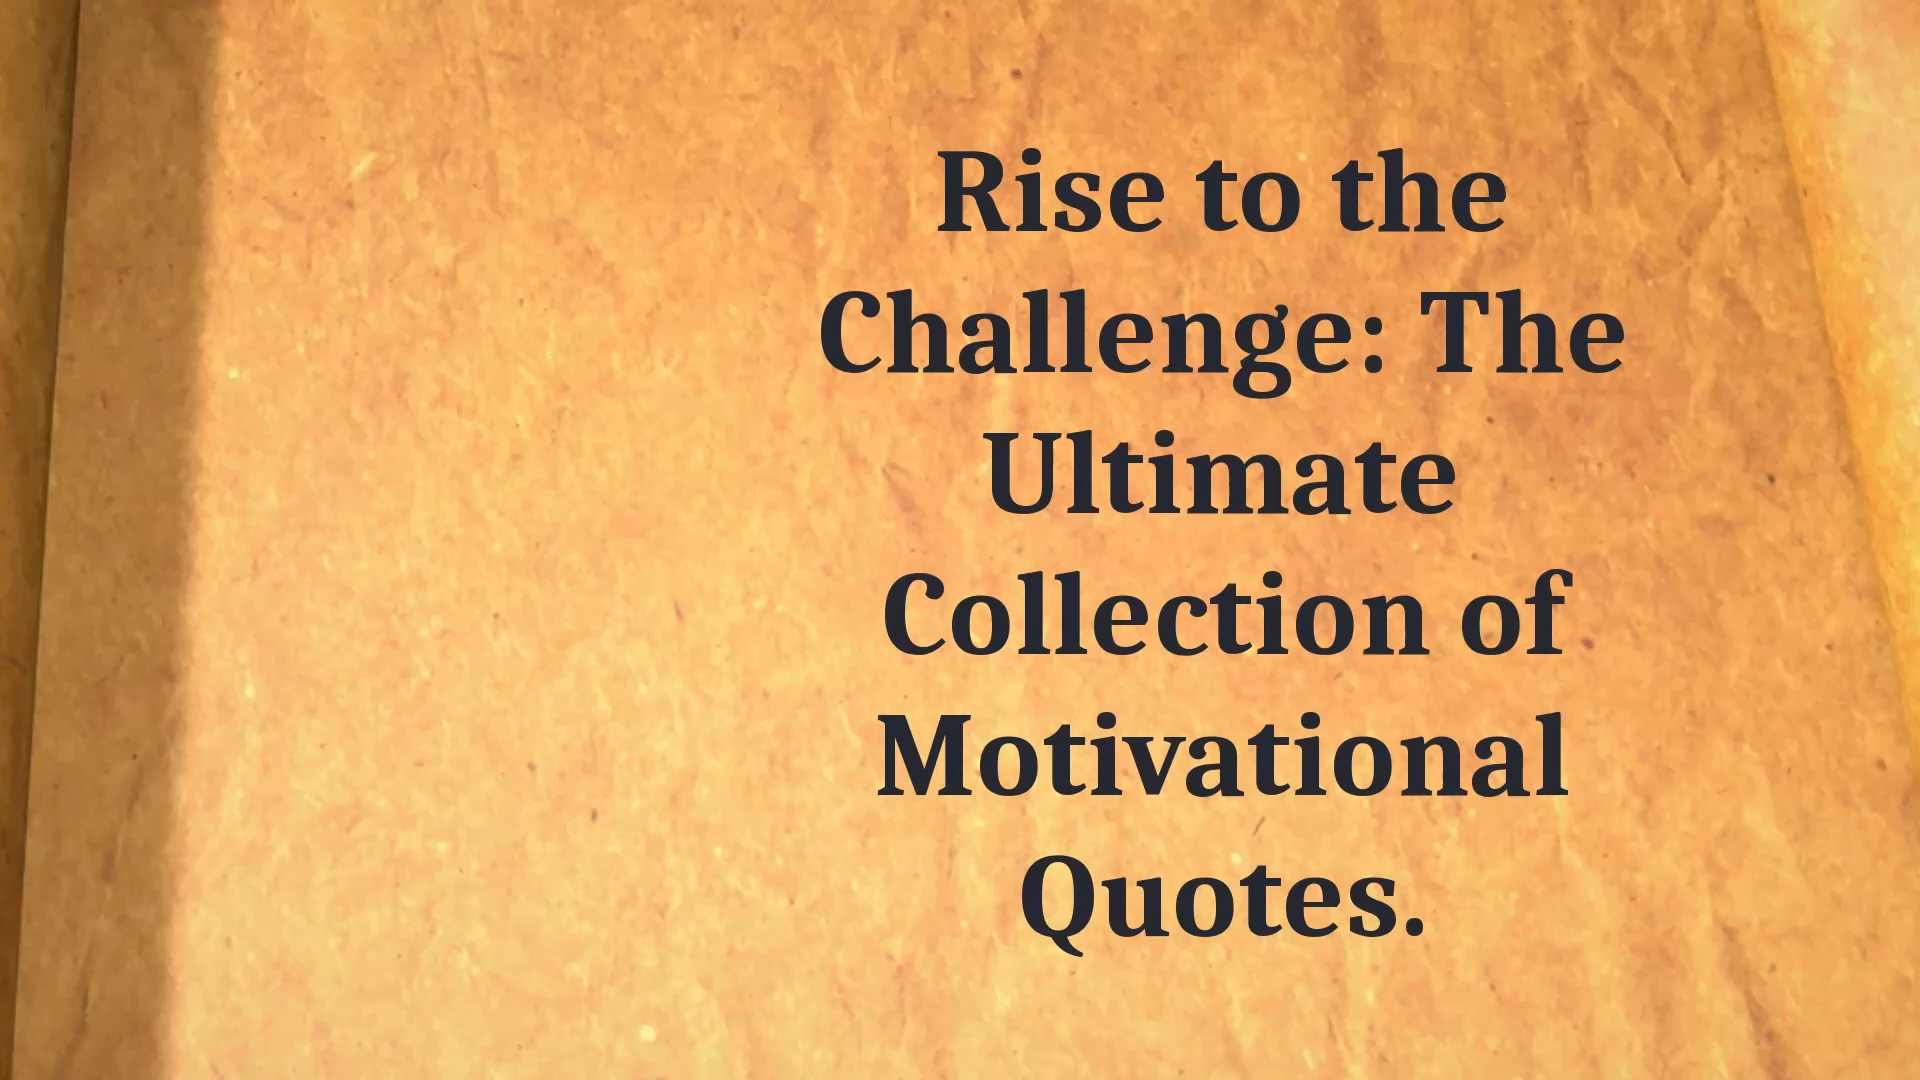 Rise to the
Challenge: The
Ultimate
Collection of
Motivational
Quotes.